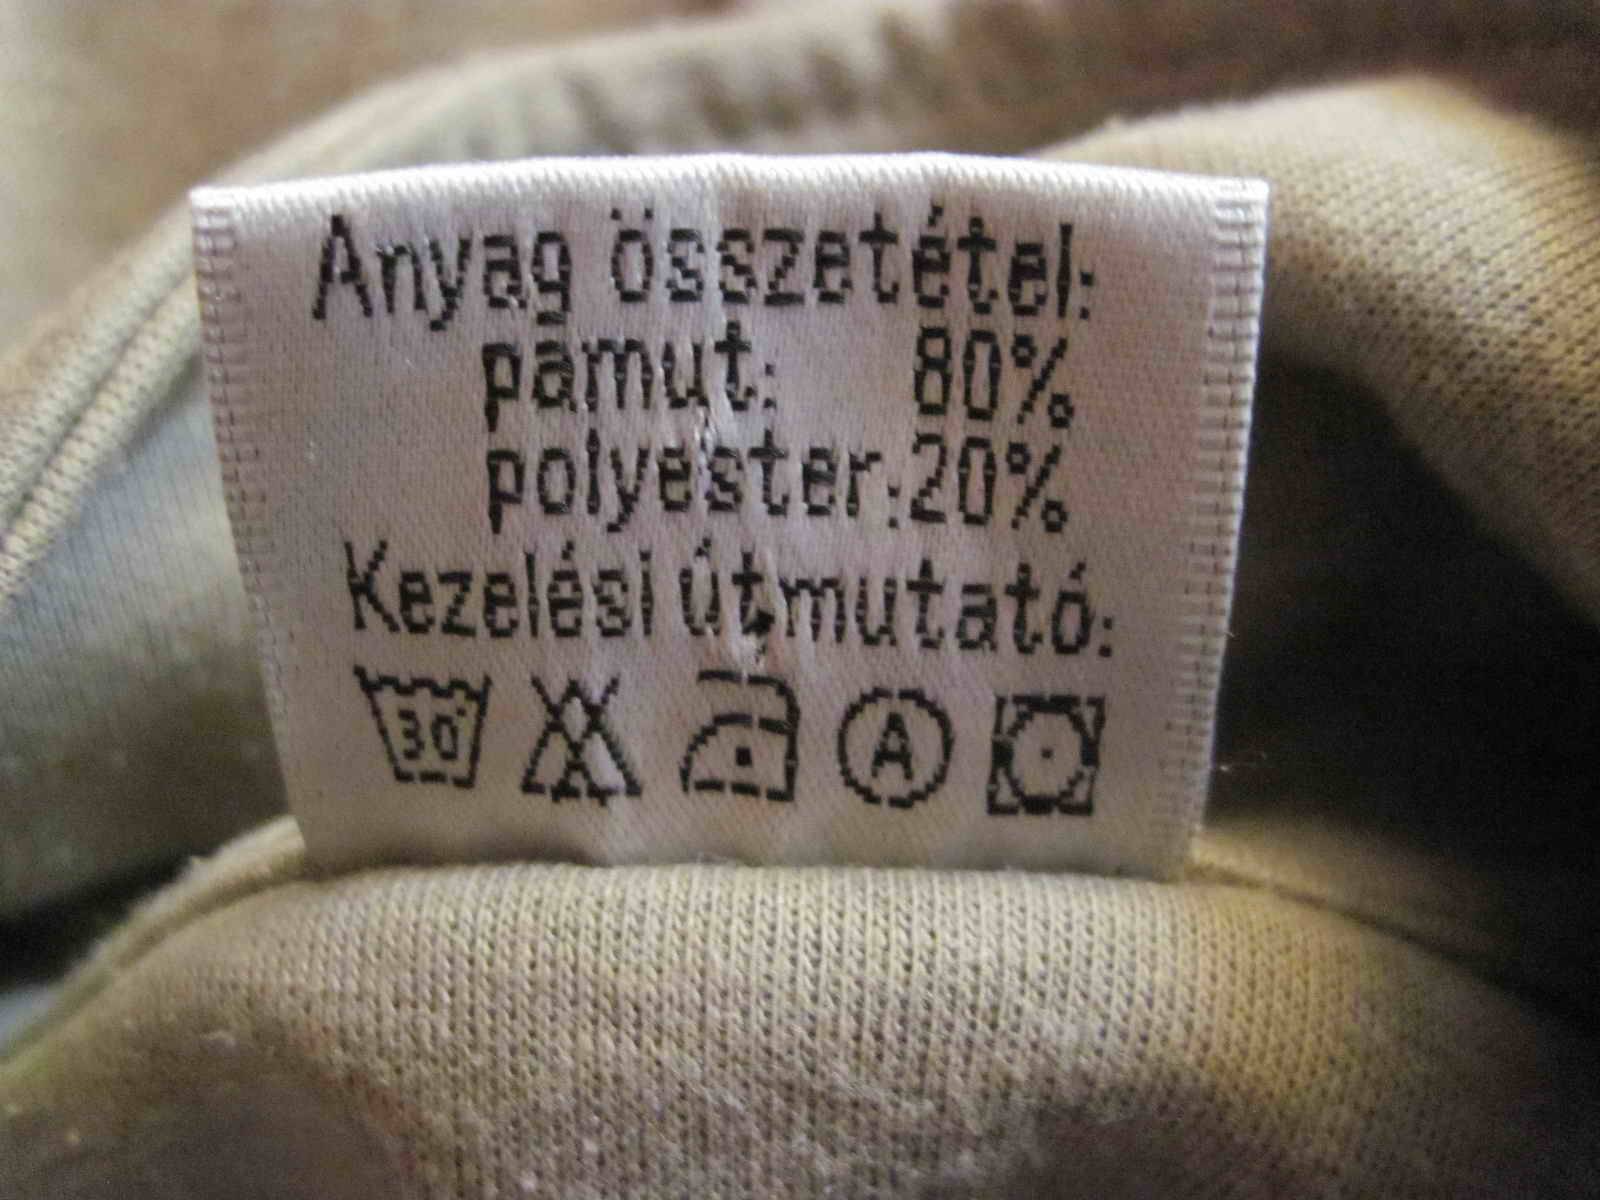 Anyag összetétel:
pamut: 80%
polyester:20%
Kezelési útmutató:
30° A